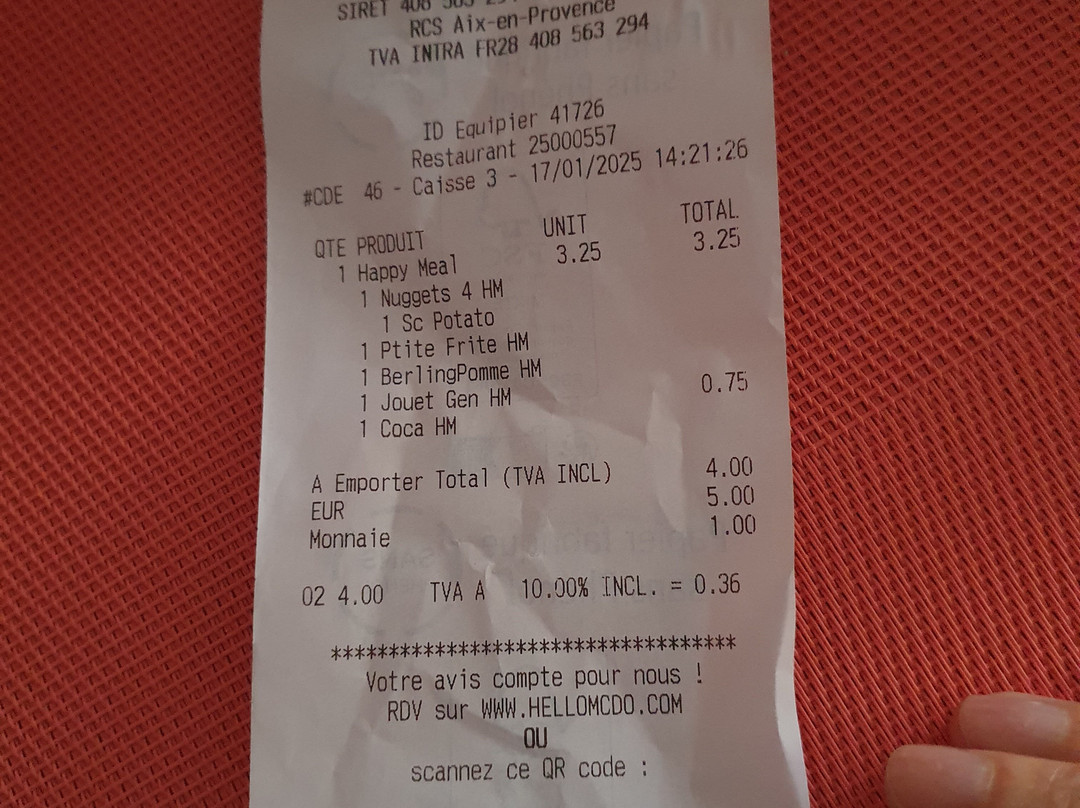 SIRET 408 563
RCS Aix-en-Provence
TVA INTRA FR28 408 563 294
ID Equipier 41726
Restaurant 25000557
#CDE 46 - Caisse 3 - 17/01/2025 14:21:26
QTE PRODUIT UNIT TOTAL
1 Happy Meal 3.25 3.25
1 Nuggets 4 HM
1 Sc Potato
1 Ptite Frite HM
1 BerlingPomme HM
1 Jouet Gen HM 0.75
1 Coca HM
A Emporter Total (TVA INCL) 4.00
EUR 5.00
Monnaie 1.00
02 4.00 TVA A 10.00% INCL. = 0.36
***********************************
Votre avis compte pour nous !
RDV sur WWW.HELLOMCDO.COM
OU
scannez ce QR code :